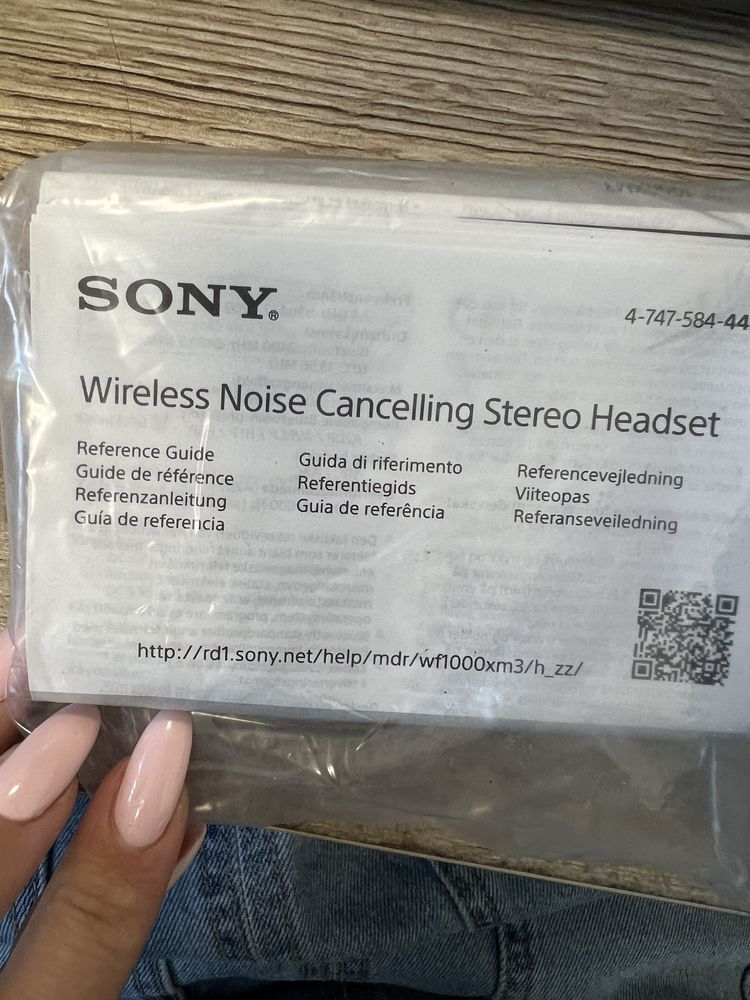 SONY®
4-747-584-44
Wireless Noise Cancelling Stereo Headset
Reference Guide
Guide de référence
Referenzanleitung
Guía de referencia
Guida di riferimento
Referentiegids
Guia de referência
Referencevejledning
Viiteopas
Referanseveiledning
http://rd1.sony.net/help/mdr/wf1000xm3/h_zz/